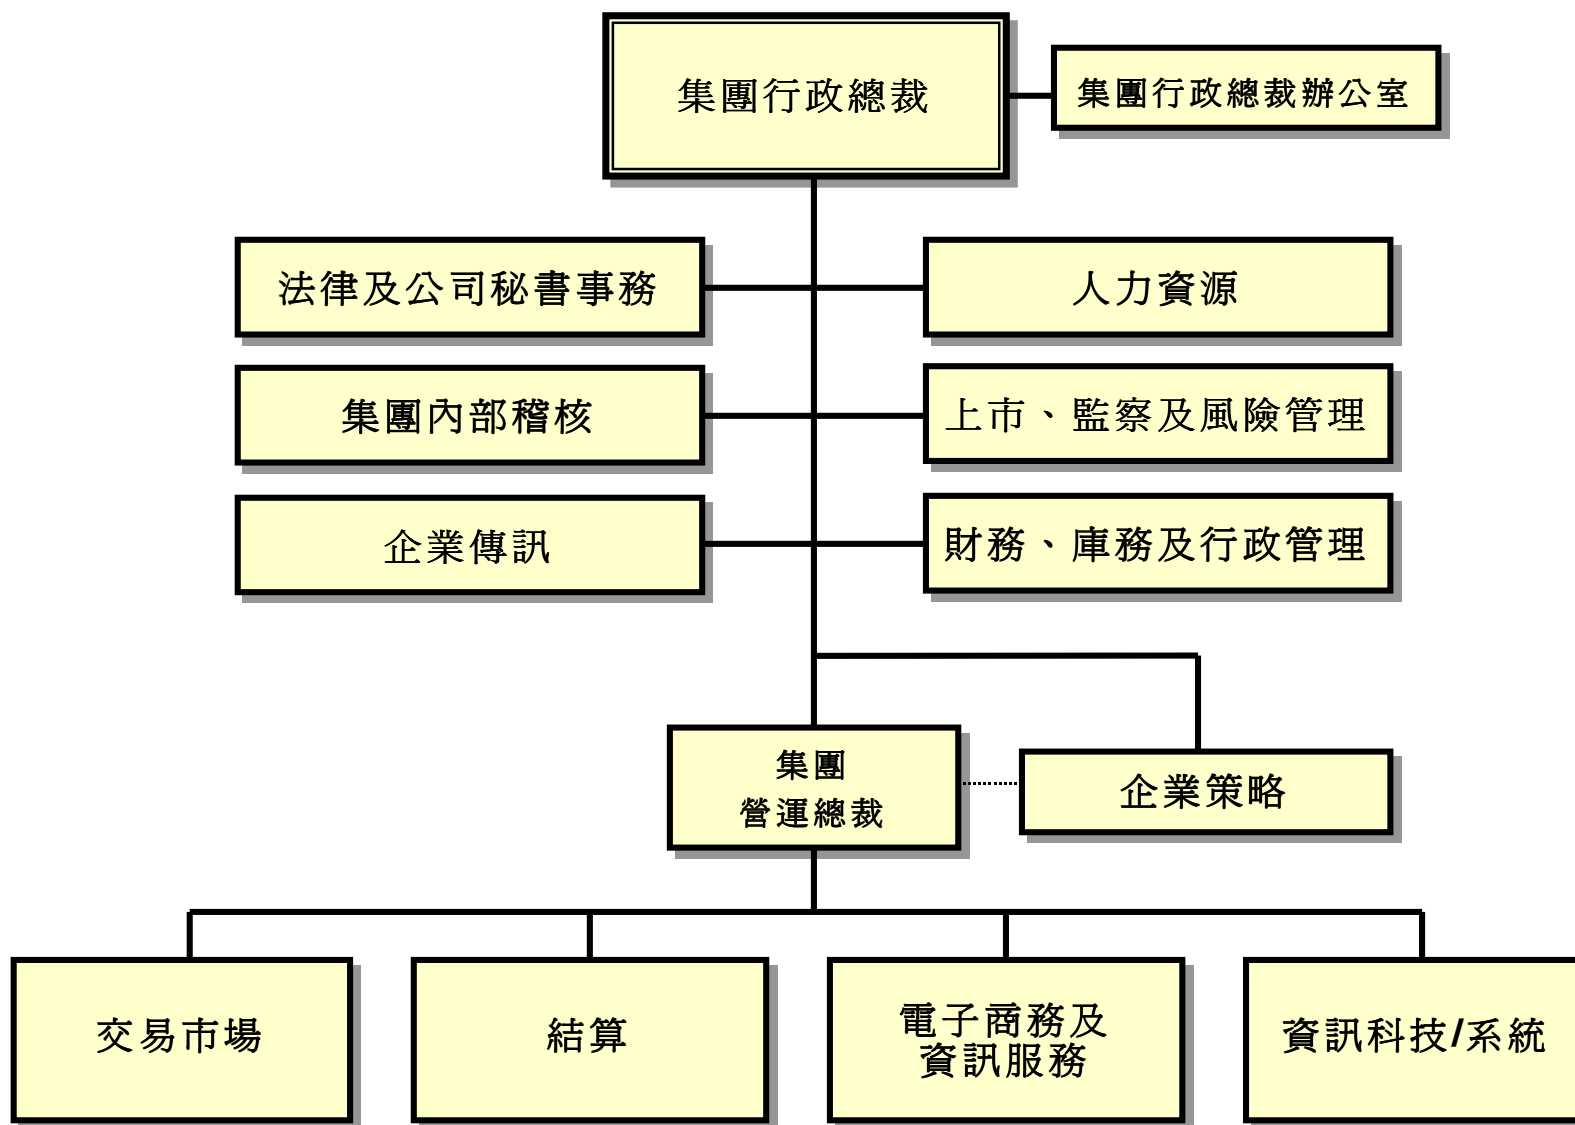 集團行政總裁
集團行政總裁辦公室
法律及公司秘書事務
人力資源
集團內部稽核
上市、監察及風險管理
企業傳訊
財務、庫務及行政管理
集團
營運總裁
企業策略
交易市場
結算
電子商務及
資訊服務
資訊科技/系統